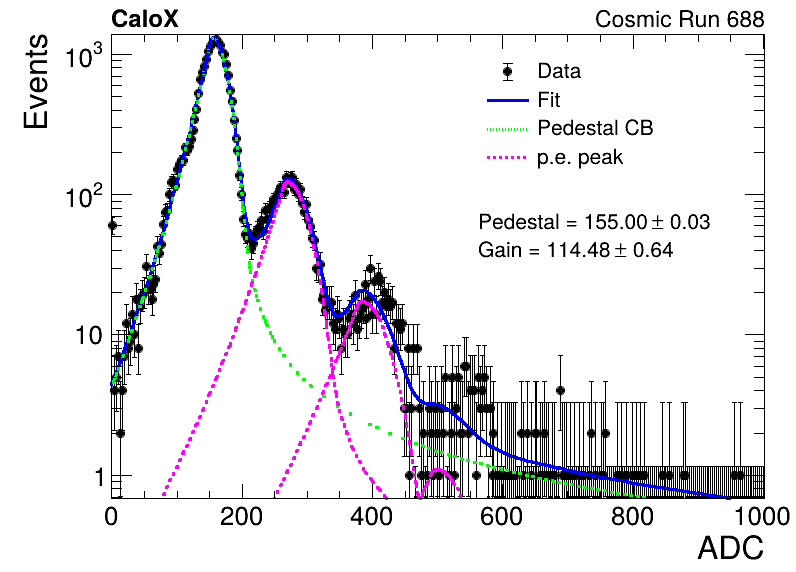 CaloX Cosmic Run 688
Events
10³
10²
10
1
Data
Fit
Pedestal CB
p.e. peak
Pedestal = 155.00 ± 0.03
Gain = 114.48 ± 0.64
0 200 400 600 800 1000
ADC